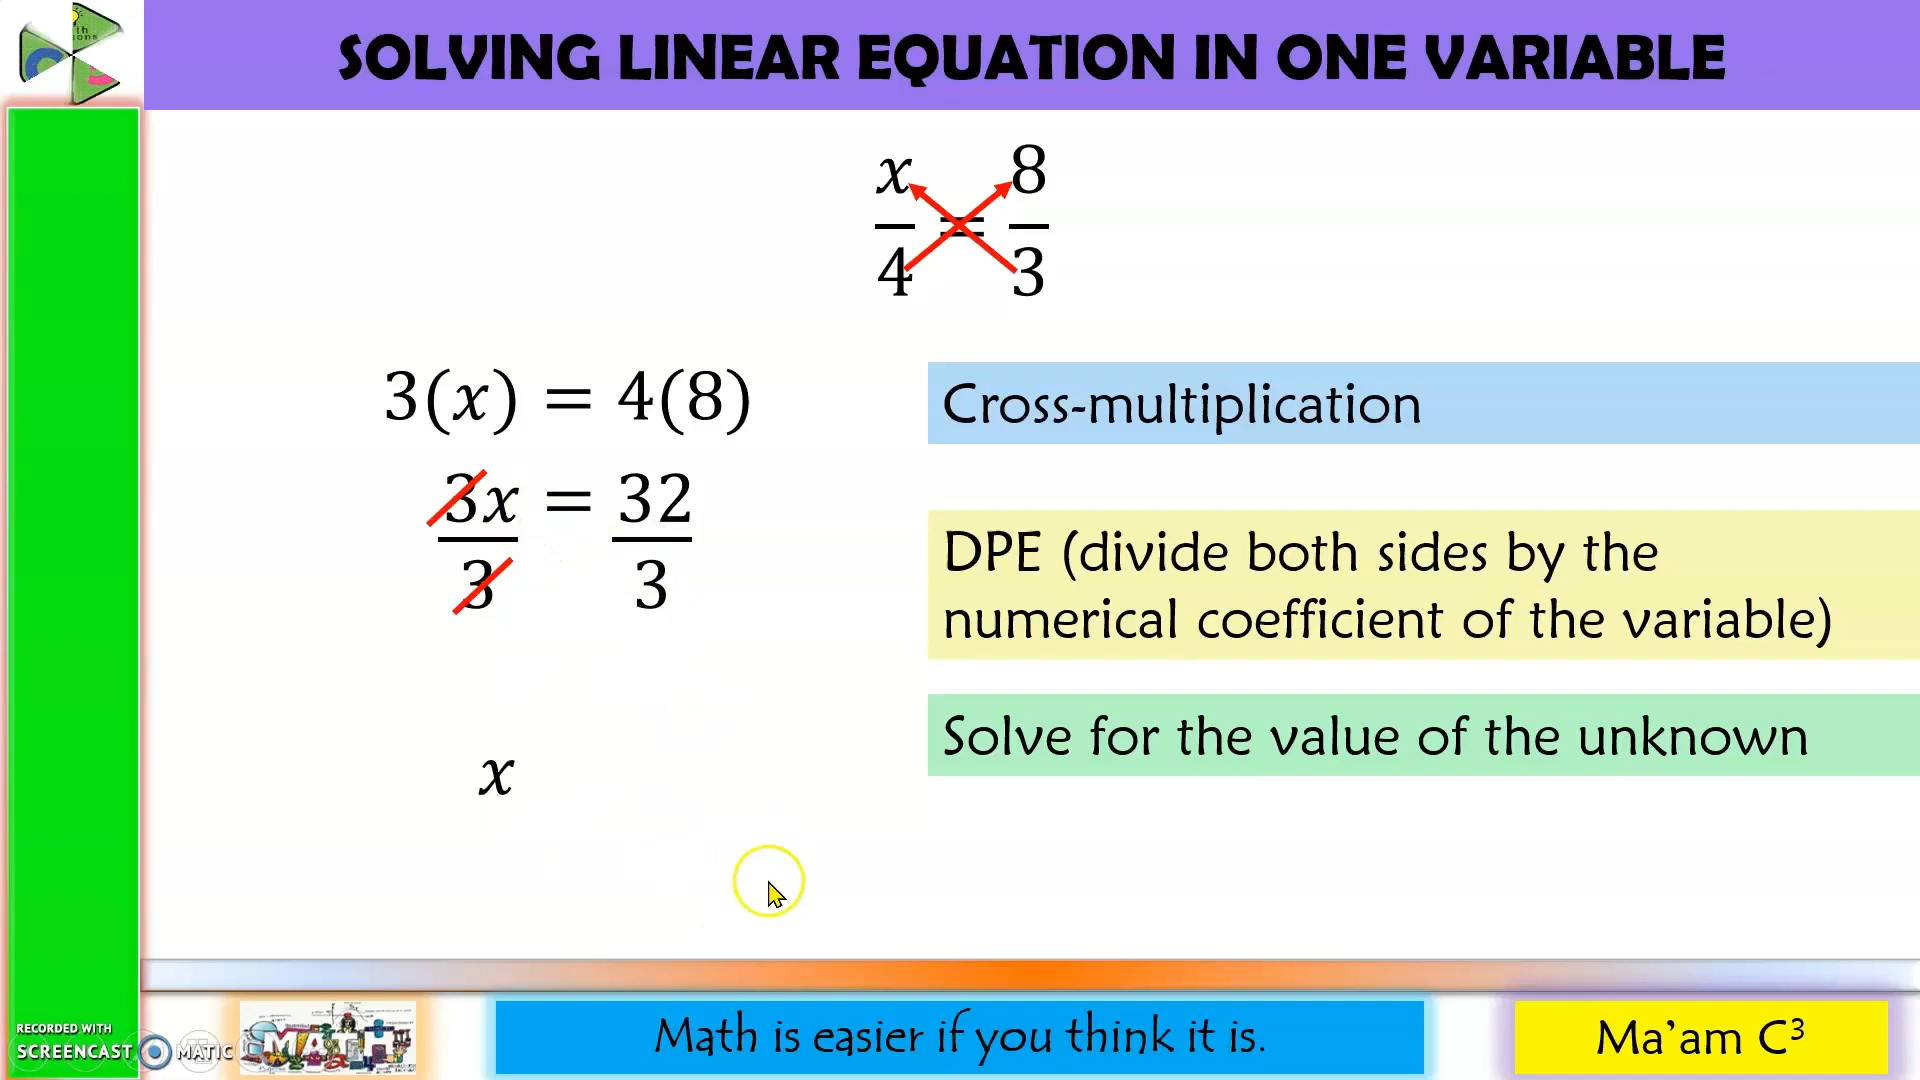 SOLVING LINEAR EQUATION IN ONE VARIABLE
x/4 = 8/3
3(x) = 4(8)
Cross-multiplication
3x/3 = 32/3
DPE (divide both sides by the
numerical coefficient of the variable)
Solve for the value of the unknown
x
RECORDED WITH
SCREENCAST MATIC
MATH
Math is easier if you think it is.
Ma’am C³